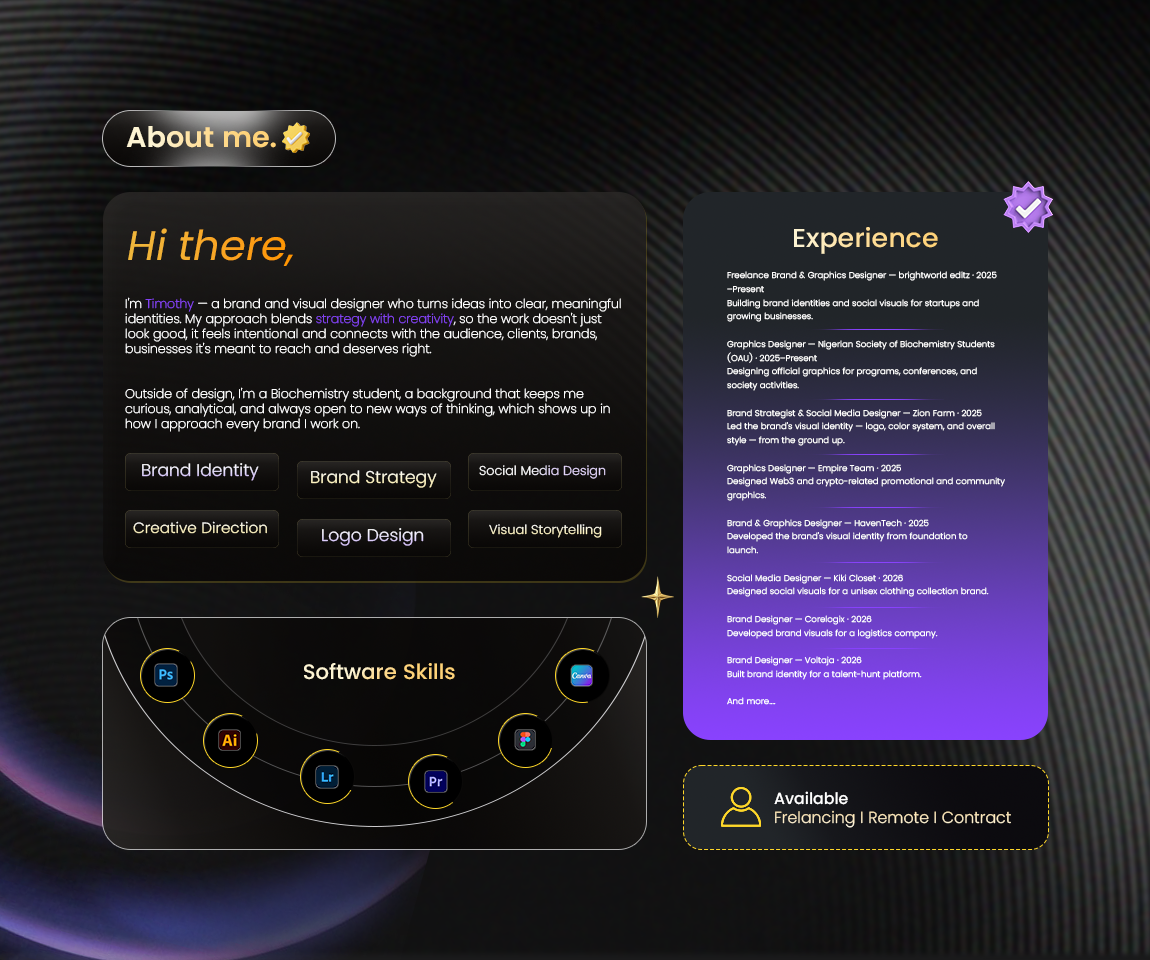 About me.
Hi there,
I'm Timothy — a brand and visual designer who turns ideas into clear, meaningful
identities. My approach blends strategy with creativity, so the work doesn't just
look good, it feels intentional and connects with the audience, clients, brands,
businesses it's meant to reach and deserves right.
Outside of design, I'm a Biochemistry student, a background that keeps me
curious, analytical, and always open to new ways of thinking, which shows up in
how I approach every brand I work on.
Brand Identity
Brand Strategy
Social Media Design
Creative Direction
Logo Design
Visual Storytelling
Software Skills
Ps
Ai
Lr
Pr
Canva
Experience
Freelance Brand & Graphics Designer — brightworld editz · 2025
–Present
Building brand identities and social visuals for startups and
growing businesses.
Graphics Designer — Nigerian Society of Biochemistry Students
(OAU) · 2025–Present
Designing official graphics for programs, conferences, and
society activities.
Brand Strategist & Social Media Designer — Zion Farm · 2025
Led the brand's visual identity — logo, color system, and overall
style — from the ground up.
Graphics Designer — Empire Team · 2025
Designed Web3 and crypto-related promotional and community
graphics.
Brand & Graphics Designer — HavenTech · 2025
Developed the brand's visual identity from foundation to
launch.
Social Media Designer — Kiki Closet · 2026
Designed social visuals for a unisex clothing collection brand.
Brand Designer — Corelogix · 2026
Developed brand visuals for a logistics company.
Brand Designer — Voltaja · 2026
Built brand identity for a talent-hunt platform.
And more...
Available
Frelancing I Remote I Contract